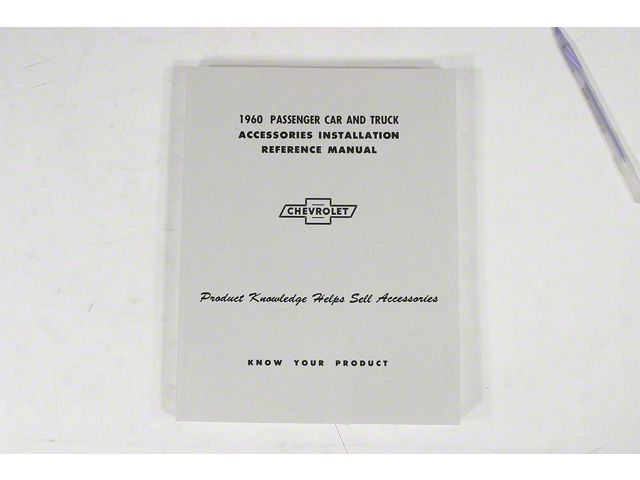 1960 PASSENGER CAR AND TRUCK
ACCESSORIES INSTALLATION
REFERENCE MANUAL
CHEVROLET
Product Knowledge Helps Sell Accessories
KNOW YOUR PRODUCT